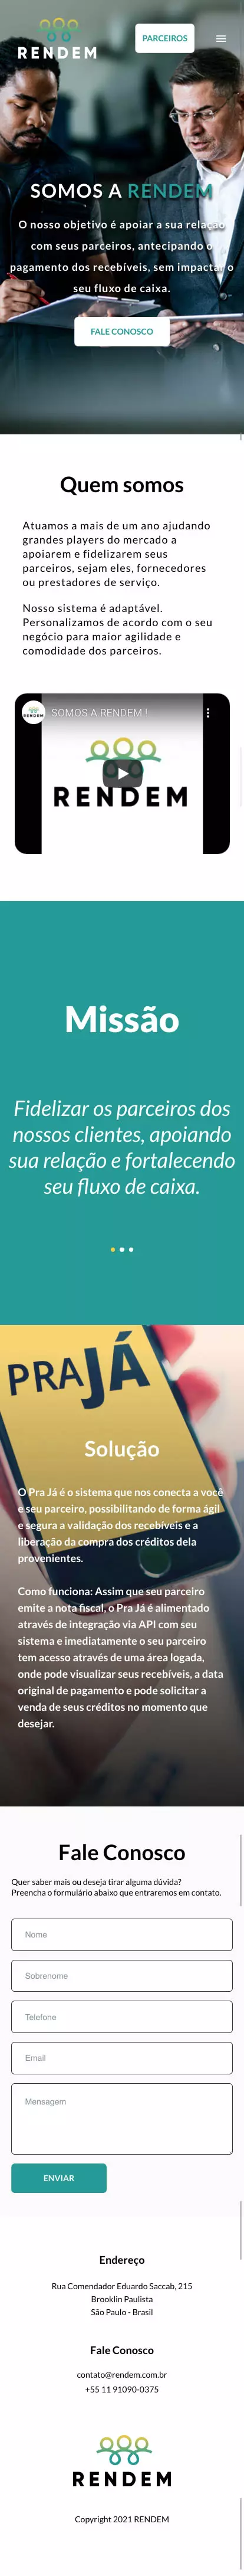 RENDEM
PARCEIROS
SOMOS A RENDEM
O nosso objetivo é apoiar a sua relação
com seus parceiros, antecipando o
pagamento dos recebíveis, sem impactar o
seu fluxo de caixa.
FALE CONOSCO
Quem somos
Atuamos a mais de um ano ajudando
grandes players do mercado a
apoiarem e fidelizarem seus
parceiros, sejam eles, fornecedores
ou prestadores de serviço.
Nosso sistema é adaptável.
Personalizamos de acordo com o seu
negócio para maior agilidade e
comodidade dos parceiros.
RENDEM
SOMOS A RENDEM !
RENDEM
Missão
Fidelizar os parceiros dos
nossos clientes, apoiando
sua relação e fortalecendo
seu fluxo de caixa.
PRAJÁ
Solução
O Pra Já é o sistema que nos conecta a você
e seu parceiro, possibilitando de forma ágil
e segura a validação dos recebíveis e a
liberação da compra dos créditos dela
provenientes.
Como funciona: Assim que seu parceiro
emite a nota fiscal, o Pra Já é alimentado
através de integração via API com seu
sistema e imediatamente o seu parceiro
tem acesso através de uma área logada,
onde pode visualizar seus recebíveis, a data
original de pagamento e pode solicitar a
venda de seus créditos no momento que
desejar.
Fale Conosco
Quer saber mais ou deseja tirar alguma dúvida?
Preencha o formulário abaixo que entraremos em contato.
Nome
Sobrenome
Telefone
Email
Mensagem
ENVIAR
Endereço
Rua Comendador Eduardo Saccab, 215
Brooklin Paulista
São Paulo - Brasil
Fale Conosco
contato@rendem.com.br
+55 11 91090-0375
RENDEM
Copyright 2021 RENDEM